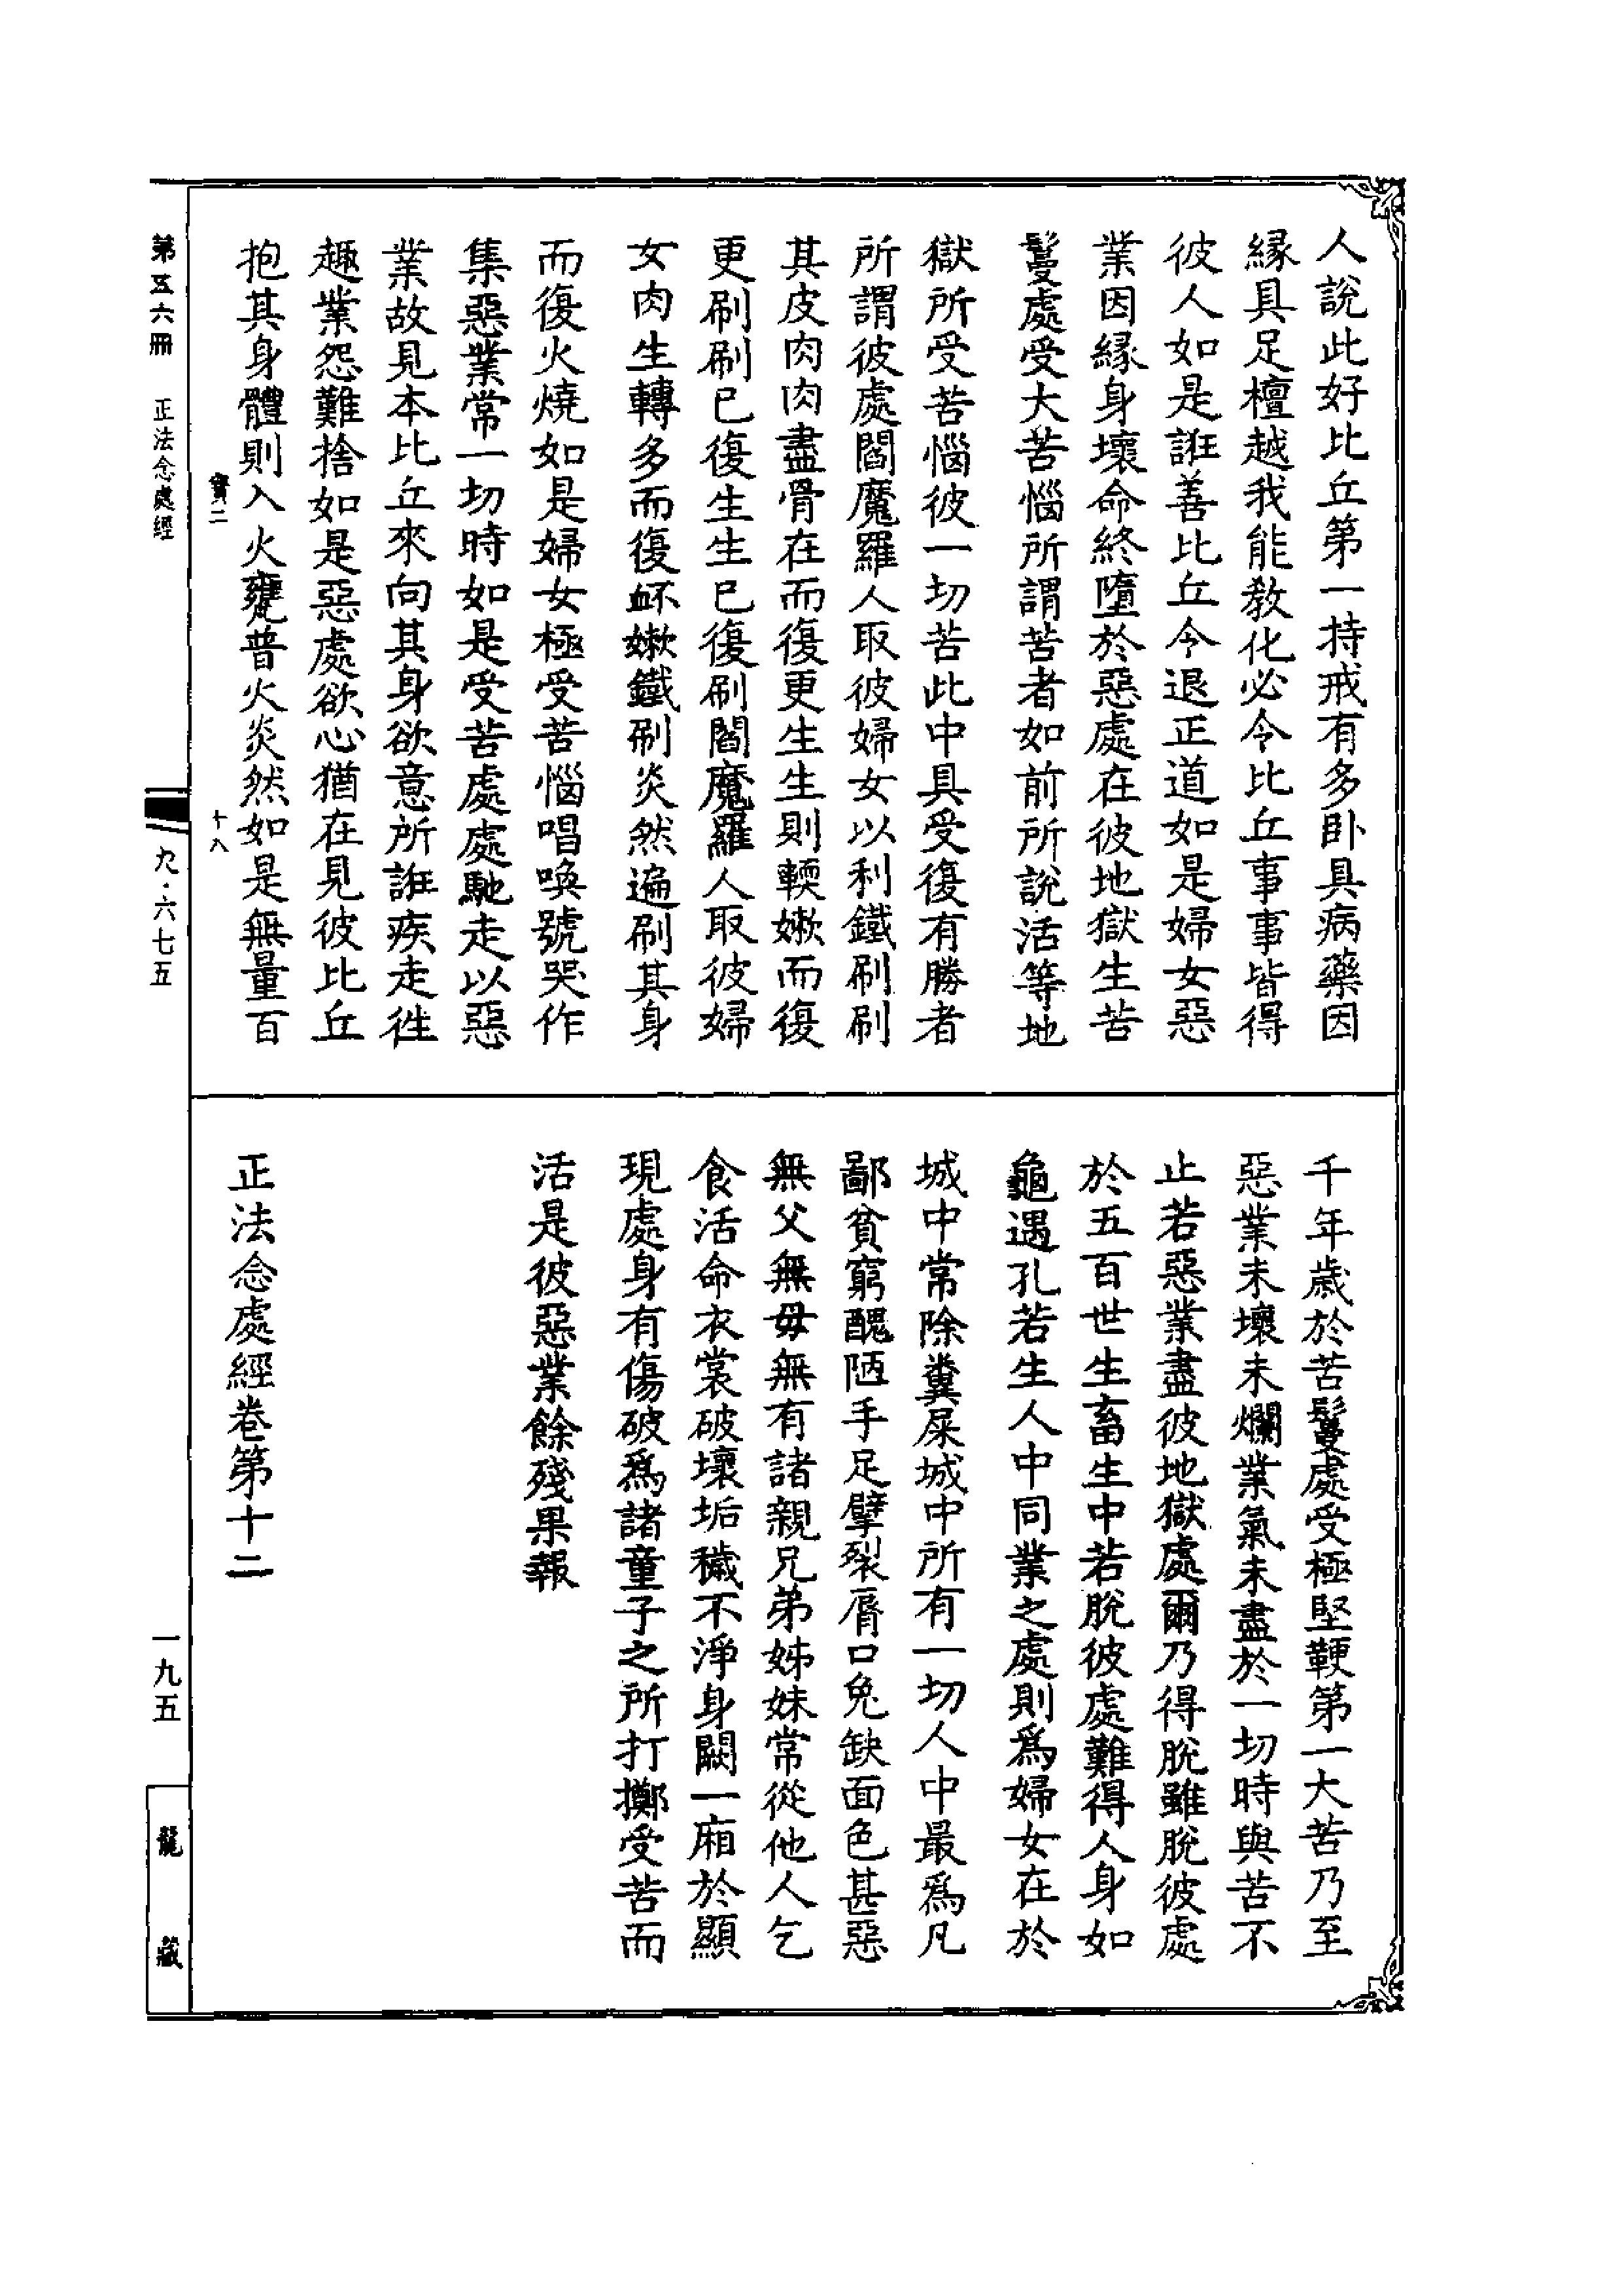 人說此好比丘第一持戒有多卧具病藥因
縁具足檀越我能敎化必令比丘事事皆得
彼人如是誑善比丘令退正道如是婦女惡
業因縁身壞命終墮於惡處在彼地獄生苦
鬘處受大苦惱所謂苦者如前所說活等地
獄所受苦惱彼一切苦此中具受復有勝者
所謂彼處閻魔羅人取彼婦女以利鐵刷刷
其皮肉肉盡骨在而復更生生則輭嫰而復
更刷刷已復生生已復刷閻魔羅人取彼婦
女肉生轉多而復衃嫰鐵刷炎然遍刷其身
而復火燒如是婦女極受苦惱唱喚號哭作
集惡業常一切時如是受苦處處馳走以惡
業故見本比丘來向其身欲意所誑疾走徃
趣業怨難捨如是惡處欲心猶在見彼比丘
抱其身體則入火甕普火炎然如是無量百
千年歲於苦鬘處受極堅鞕第一大苦乃至
惡業未壞未爛業氣未盡於一切時與苦不
止若惡業盡彼地獄處爾乃得脫雖脫彼處
於五百世生畜生中若脫彼處難得人身如
龜遇孔若生人中同業之處則爲婦女在於
城中常除糞屎城中所有一切人中最爲凡
鄙貧窮醜陋手足擘裂脣口兔缺面色甚惡
無父無毋無有諸親兄弟姊妹常從他人乞
食活命衣裳破壞垢穢不淨身闕一廂於顯
現處身有傷破爲諸童子之所打擲受苦而
活是彼惡業餘殘果報
正法念處經卷第十二
寶二
十八
第五六冊
正法念處經
九·六七五
一九五
龍藏